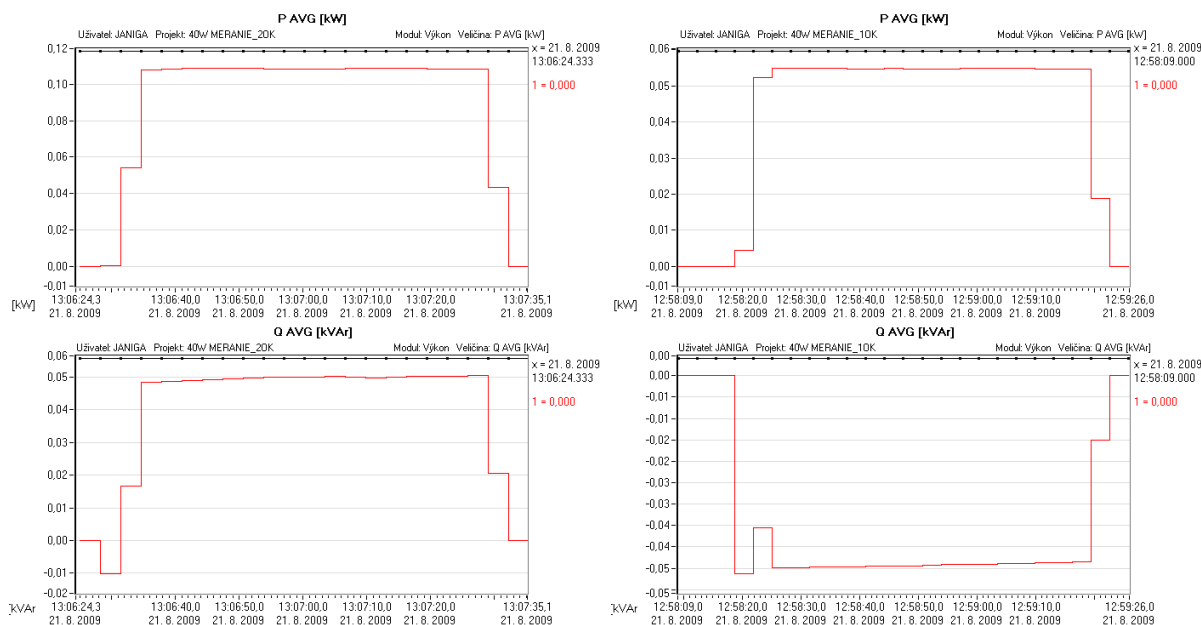 P AVG [kW]
Užívateľ: JANIGA Projekt: 40W MERANIE_20K Modul: Výkon Veličina: P AVG [kW]
0,12
0,10
0,08
0,06
0,04
0,01
0,00
-0,01
[kW]
13:06:24,3 13:06:40,0 13:06:50,0 13:07:00,0 13:07:10,0 13:07:20,0 13:07:35,1
21. 8. 2009 21. 8. 2009 21. 8. 2009 21. 8. 2009 21. 8. 2009 21. 8. 2009 21. 8. 2009
x = 21. 8. 2009
13:06:24.333
1 = 0,000
P AVG [kW]
Užívateľ: JANIGA Projekt: 40W MERANIE_10K Modul: Výkon Veličina: P AVG [kW]
0,06
0,05
0,04
0,03
0,02
0,01
0,00
-0,01
[kW]
12:58:09,0 12:58:20,0 12:58:30,0 12:58:40,0 12:58:50,0 12:59:00,0 12:59:10,0 12:59:26,0
21. 8. 2009 21. 8. 2009 21. 8. 2009 21. 8. 2009 21. 8. 2009 21. 8. 2009 21. 8. 2009 21. 8. 2009
x = 21. 8. 2009
12:58:09.000
1 = 0,000
Q AVG [kVAr]
Užívateľ: JANIGA Projekt: 40W MERANIE_20K Modul: Výkon Veličina: Q AVG [kVAr]
0,06
0,05
0,04
0,03
0,02
0,01
0,00
-0,01
-0,02
[kVAr
13:06:24,3 13:06:40,0 13:06:50,0 13:07:00,0 13:07:10,0 13:07:20,0 13:07:35,1
21. 8. 2009 21. 8. 2009 21. 8. 2009 21. 8. 2009 21. 8. 2009 21. 8. 2009 21. 8. 2009
x = 21. 8. 2009
13:06:24.333
1 = 0,000
Q AVG [kVAr]
Užívateľ: JANIGA Projekt: 40W MERANIE_10K Modul: Výkon Veličina: Q AVG [kVAr]
0,00
0,00
-0,01
-0,01
-0,02
-0,02
-0,03
-0,03
-0,04
-0,04
-0,05
-0,05
[kVAr
12:58:09,0 12:58:20,0 12:58:30,0 12:58:40,0 12:58:50,0 12:59:00,0 12:59:10,0 12:59:26,0
21. 8. 2009 21. 8. 2009 21. 8. 2009 21. 8. 2009 21. 8. 2009 21. 8. 2009 21. 8. 2009 21. 8. 2009
x = 21. 8. 2009
12:58:09.000
1 = 0,000